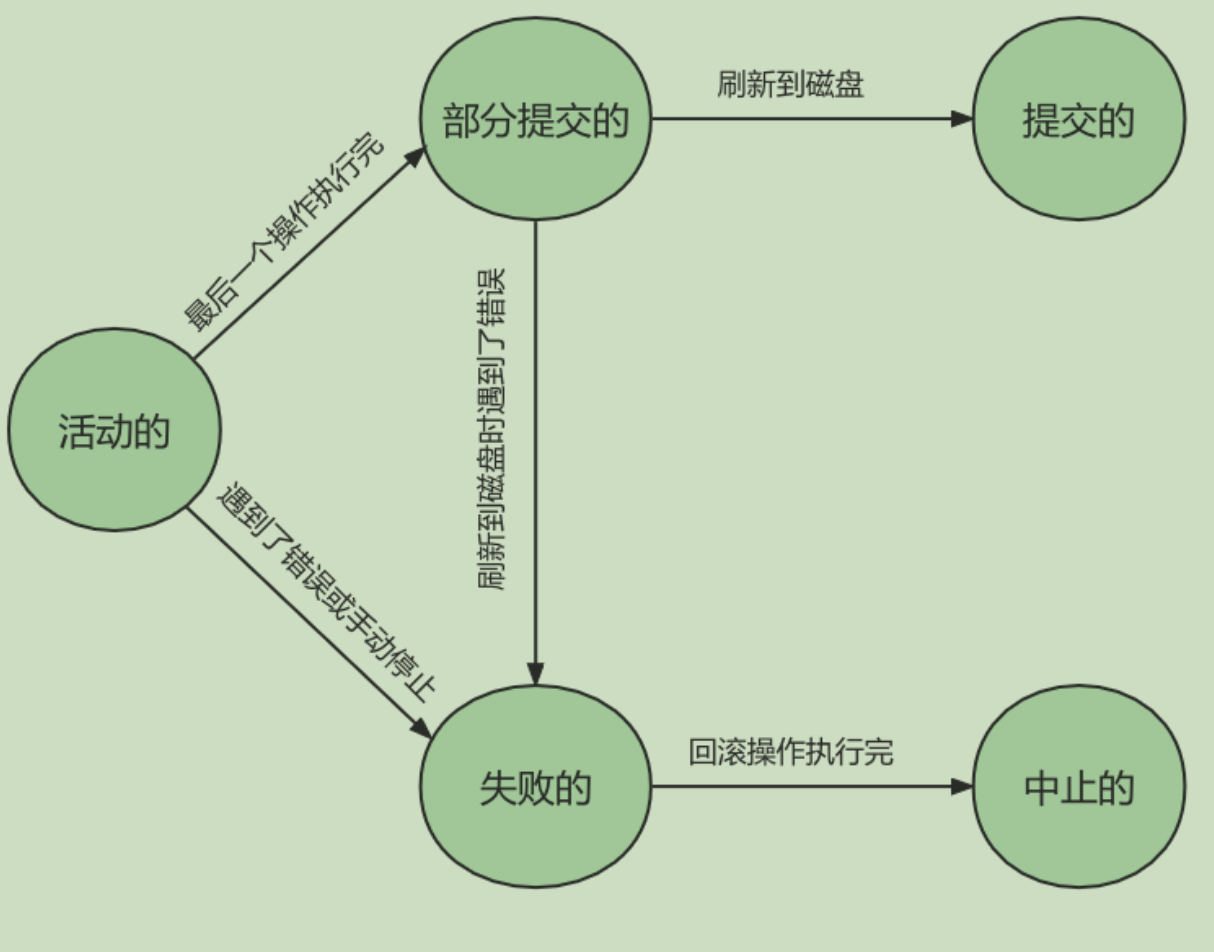 部分提交的
刷新到磁盘
提交的
最后一个操作执行完
刷新到磁盘时遇到了错误
活动的
遇到了错误或手动停止
失败的
回滚操作执行完
中止的